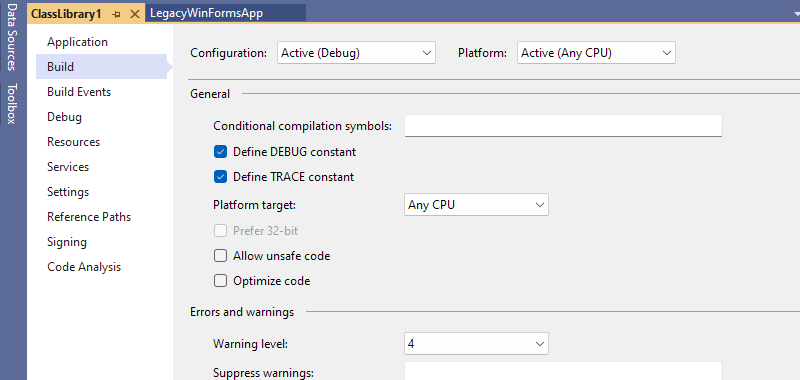 ClassLibrary1 LegacyWinFormsApp
Data Sources
Toolbox
Application
Build
Build Events
Debug
Resources
Services
Settings
Reference Paths
Signing
Code Analysis
Configuration: Active (Debug) Platform: Active (Any CPU)
General
Conditional compilation symbols:
Define DEBUG constant
Define TRACE constant
Platform target: Any CPU
Prefer 32-bit
Allow unsafe code
Optimize code
Errors and warnings
Warning level: 4
Suppress warnings: